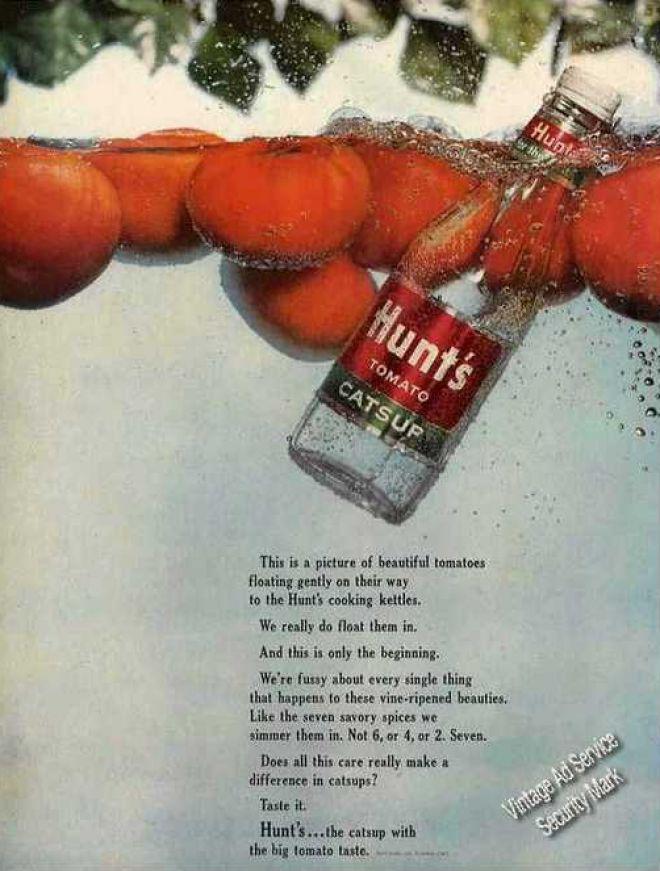 Hunt's
Hunt's
TOMATO
CATSUP
This is a picture of beautiful tomatoes
floating gently on their way
to the Hunt's cooking kettles.
We really do float them in.
And this is only the beginning.
We're fussy about every single thing
that happens to these vine-ripened beauties.
Like the seven savory spices we
simmer them in. Not 6, or 4, or 2. Seven.
Does all this care really make a
difference in catsups?
Taste it.
Hunt's...the catsup with
the big tomato taste.
Vintage Ad Service
Security Mark